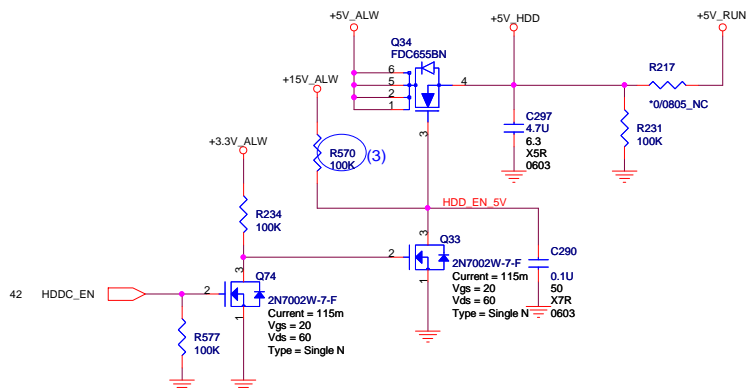 +5V_ALW
+5V_HDD
+5V_RUN
Q34
FDC655BN
+15V_ALW
6
5
2
1
4
3
R217
*0/0805_NC
C297
4.7U
6.3
X5R
0603
R231
100K
R570
100K
(3)
+3.3V_ALW
R234
100K
HDD_EN_5V
3
2
1
Q33
2N7002W-7-F
Current = 115m
Vgs = 20
Vds = 60
Type = Single N
C290
0.1U
50
X7R
0603
42 HDDC_EN
2
3
1
Q74
2N7002W-7-F
Current = 115m
Vgs = 20
Vds = 60
Type = Single N
R577
100K